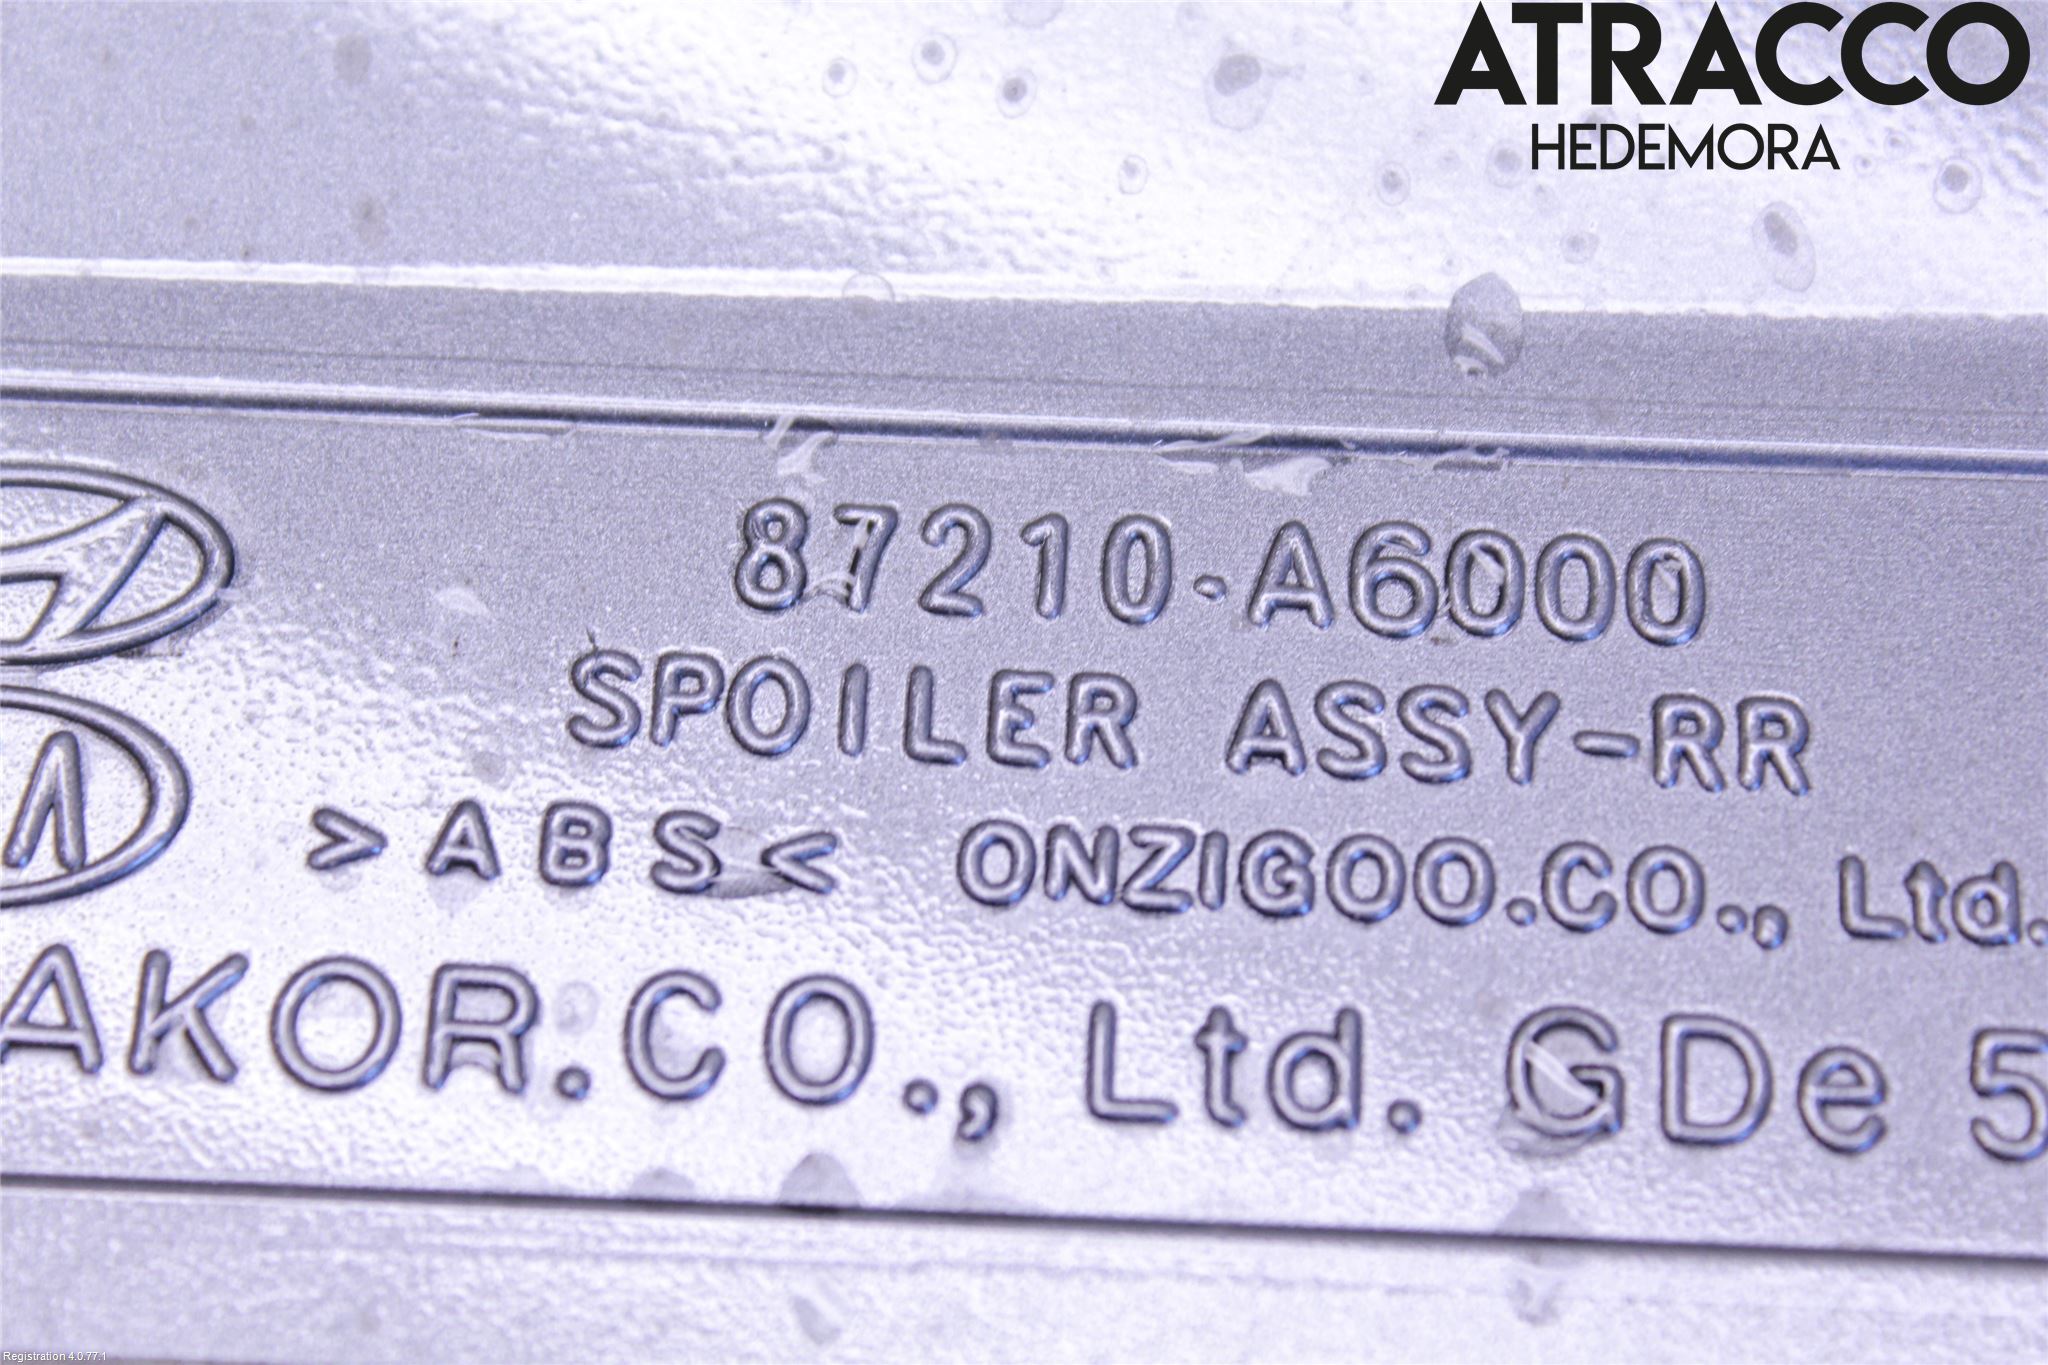 ATRACCO
HEDEMORA
87210-A6000
SPOILER ASSY-RR
>ABS< ONZIGOO.CO., Ltd.
AKOR.CO., Ltd. GDe 5
Registration 4.0.77.1